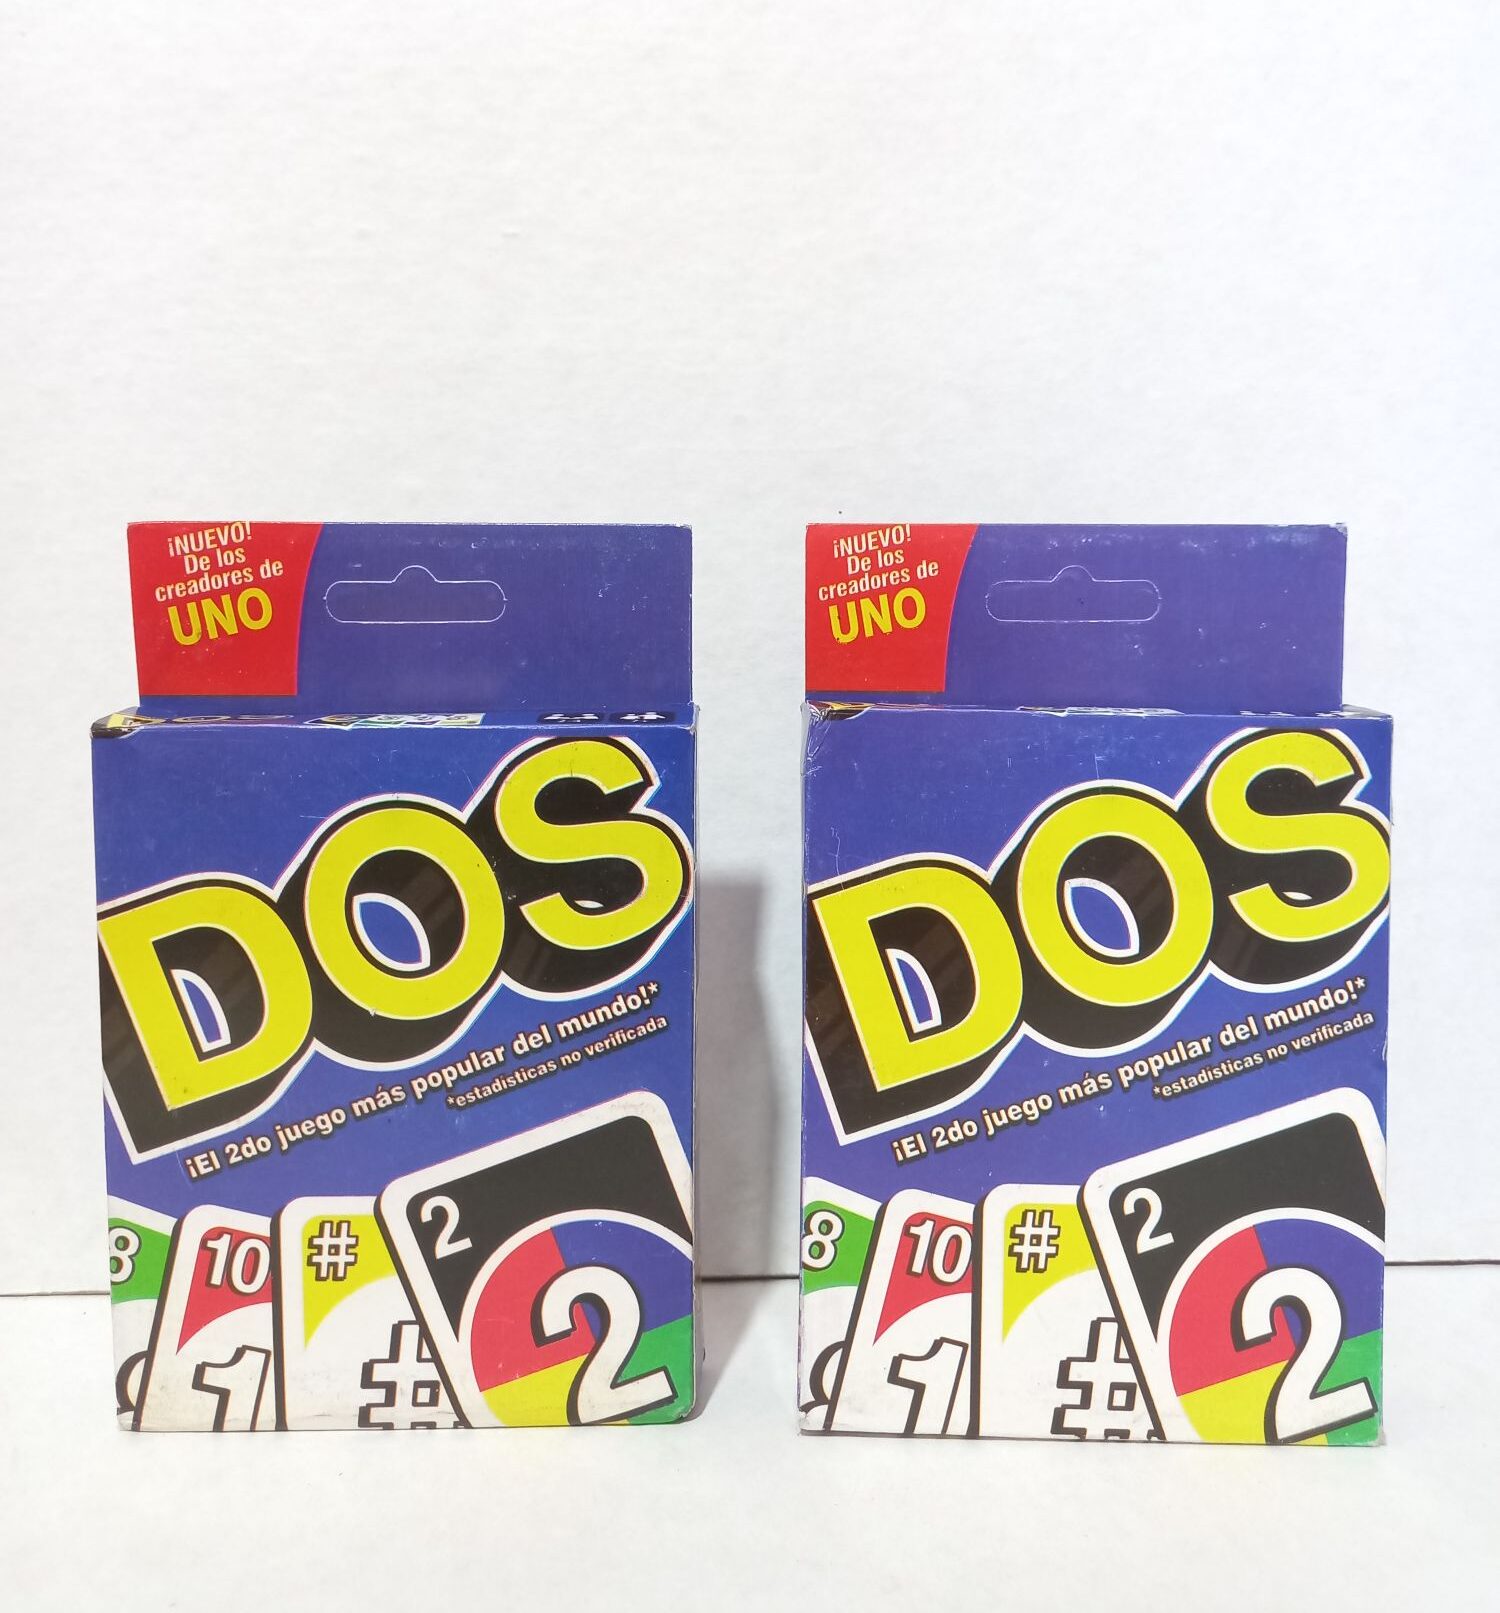 ¡NUEVO!
De los
creadores de
UNO
DOS
¡El 2do juego más popular del mundo!*
*estadísticas no verificada
8
10
#
2
1
#
2
¡NUEVO!
De los
creadores de
UNO
DOS
¡El 2do juego más popular del mundo!*
*estadísticas no verificada
8
10
#
2
1
#
2